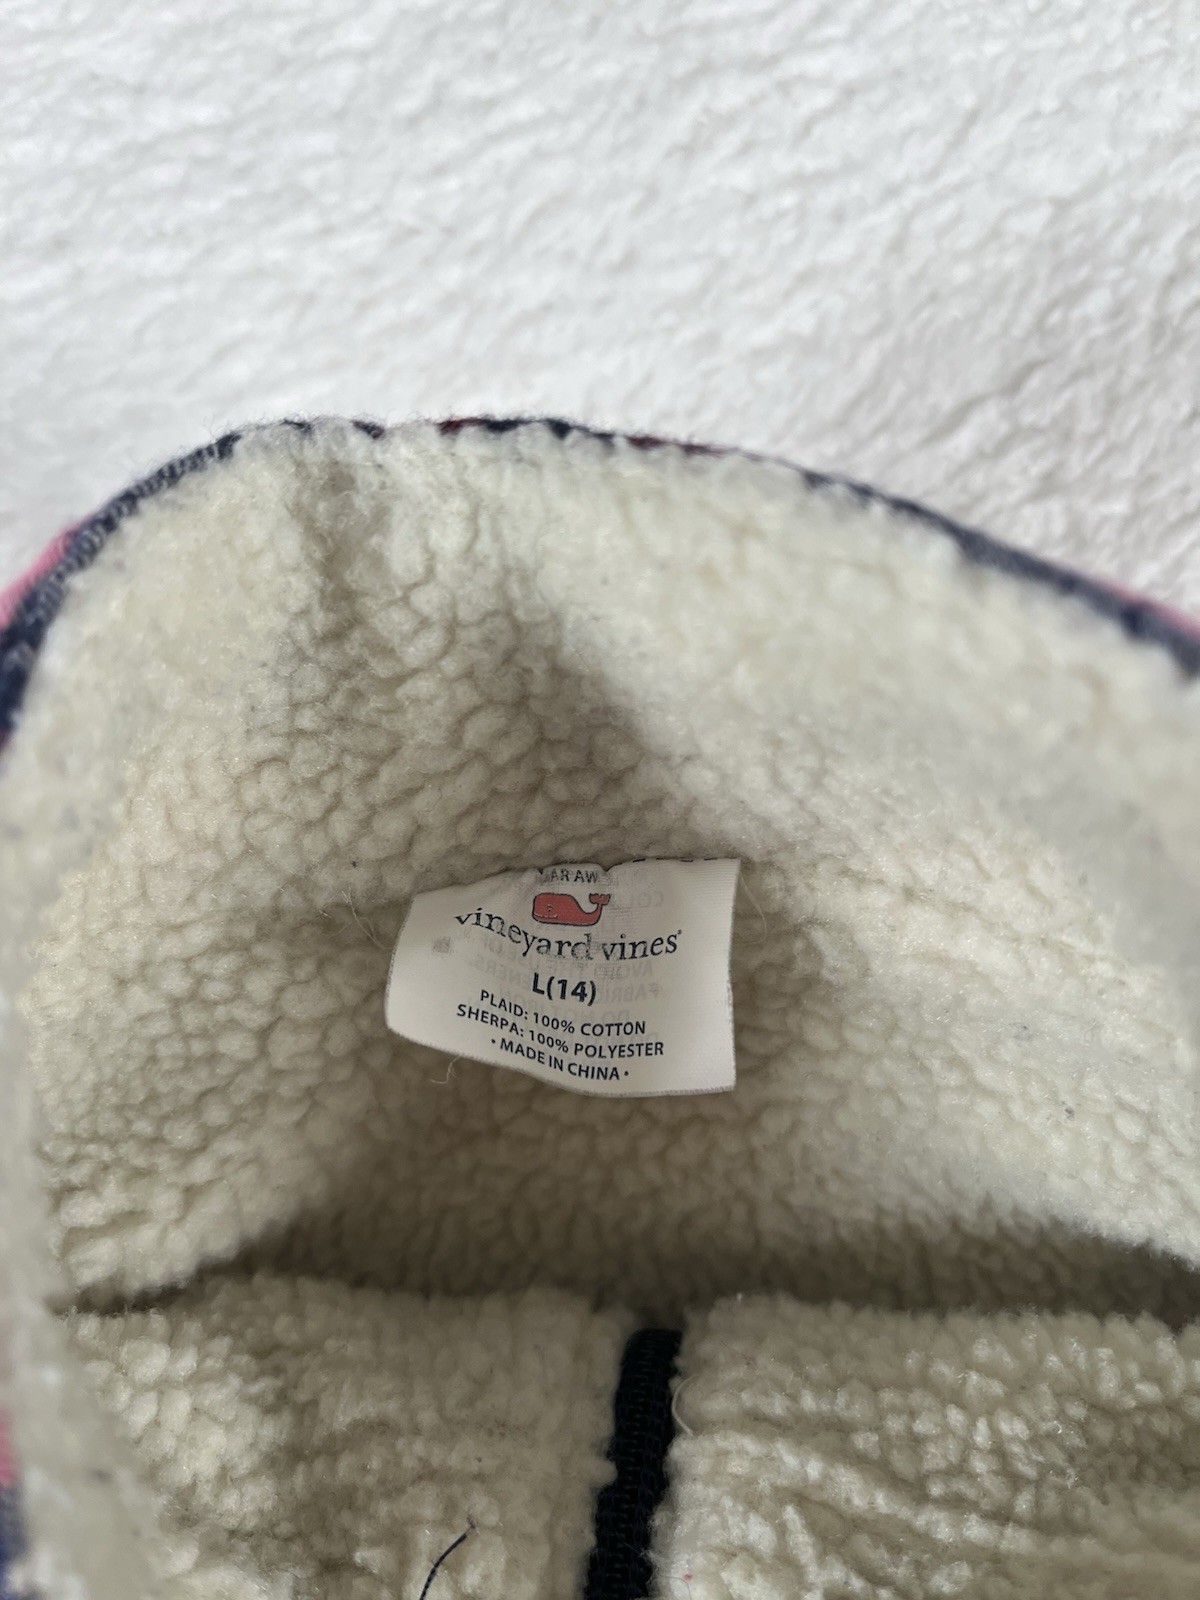 vineyard vines®
L(14)
PLAID: 100% COTTON
SHERPA: 100% POLYESTER
• MADE IN CHINA •